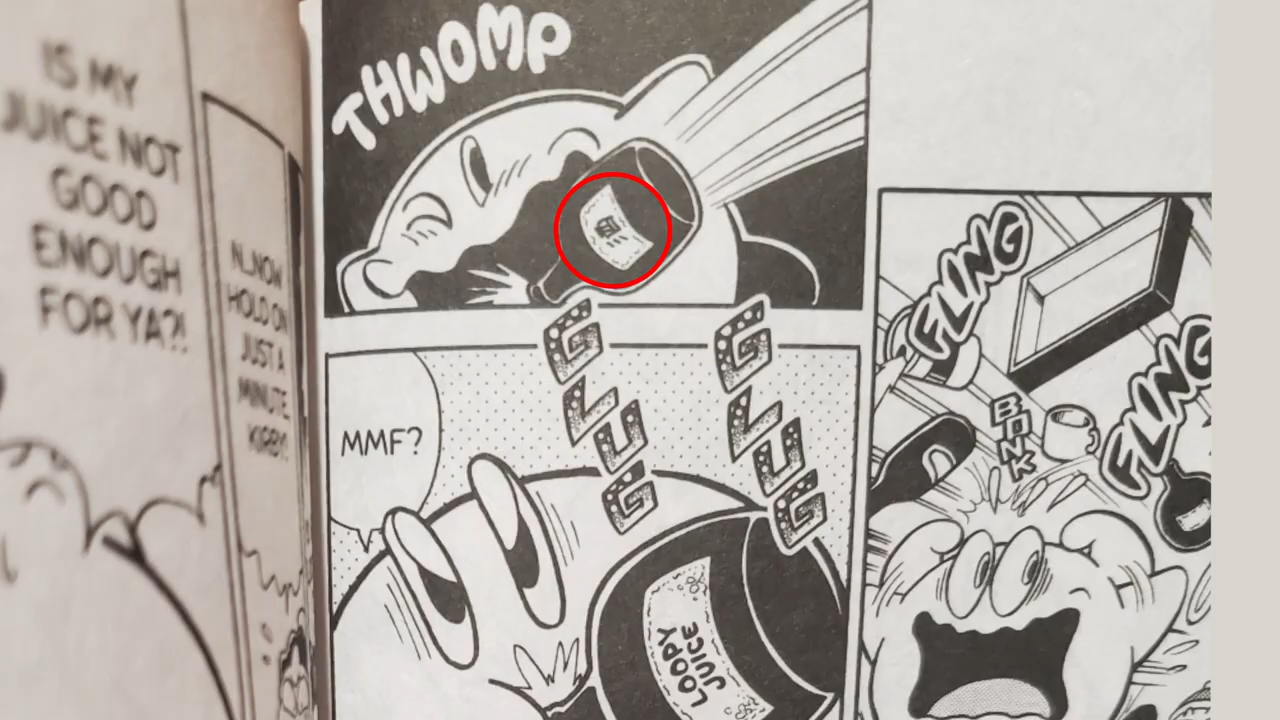 IS MY
JUICE NOT
GOOD
ENOUGH
FOR YA?!
N...NOW
HOLD ON
JUST A
MINUTE,
KIRBY!
THWOMP
GLUG
GLUG
MMF?
LOOPY
JUICE
FLING
FLING
BONK